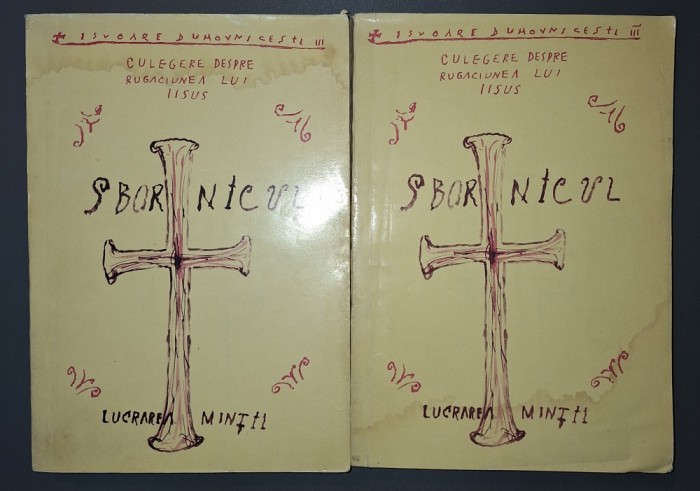 ISVOARE DUHOVNICESTI III
CULEGERE DESPRE
RUGACIUNEA LUI
IISUS
SBORNICUL
LUCRAREA MINȚII
ISVOARE DUHOVNICESTI III
CULEGERE DESPRE
RUGACIUNEA LUI
IISUS
SBORNICUL
LUCRAREA MINȚII